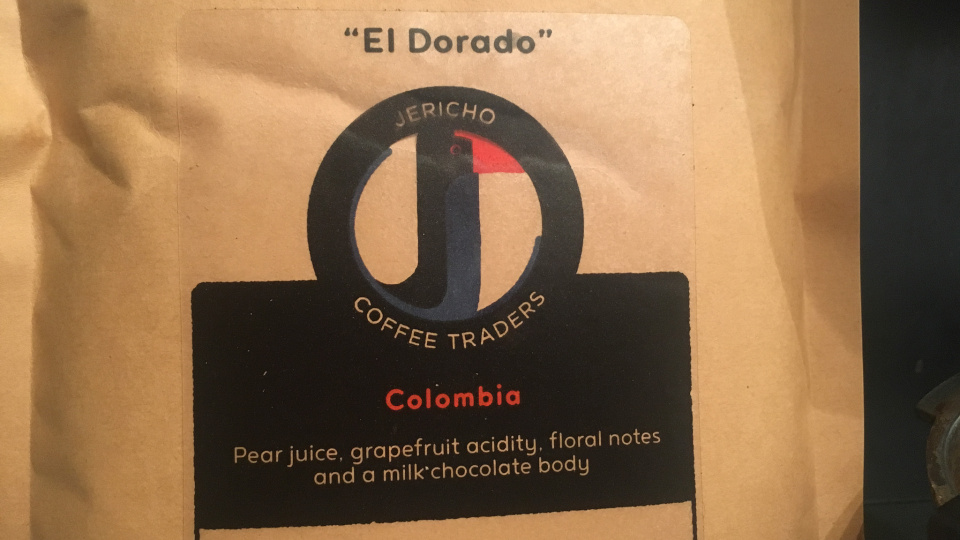 “El Dorado”
JERICHO
COFFEE TRADERS
Colombia
Pear juice, grapefruit acidity, floral notes
and a milk chocolate body